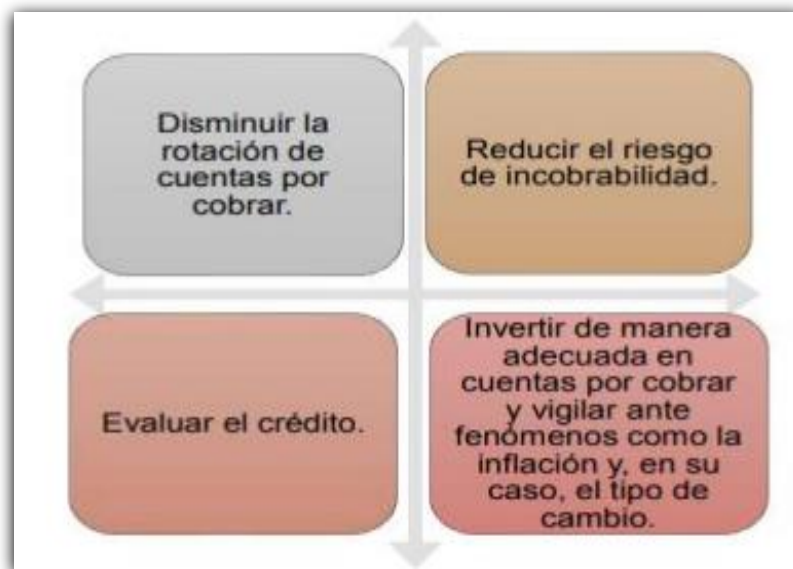 Disminuir la
rotación de
cuentas por
cobrar.
Reducir el riesgo
de incobrabilidad.
Evaluar el crédito.
Invertir de manera
adecuada en
cuentas por cobrar
y vigilar ante
fenómenos como la
inflación y, en su
caso, el tipo de
cambio.